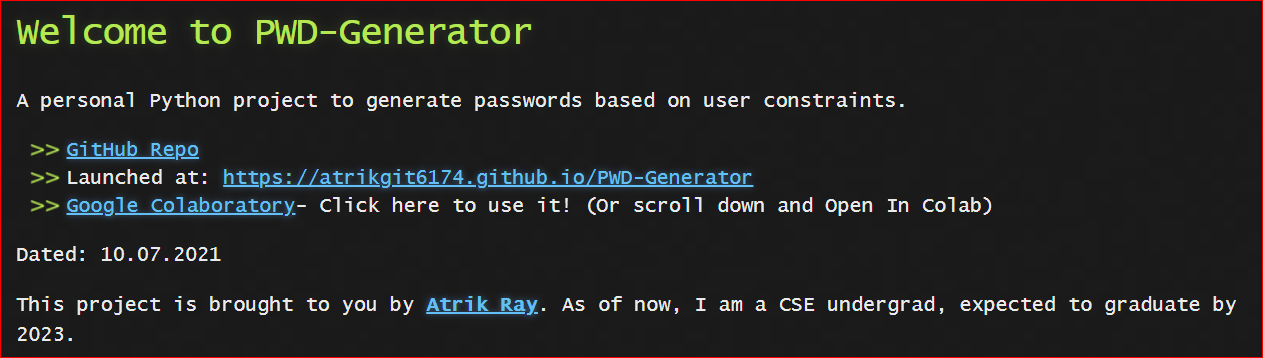 Welcome to PWD-Generator
A personal Python project to generate passwords based on user constraints.
>> GitHub Repo
>> Launched at: https://atrikgit6174.github.io/PWD-Generator
>> Google Colaboratory- Click here to use it! (Or scroll down and Open In Colab)
Dated: 10.07.2021
This project is brought to you by Atrik Ray. As of now, I am a CSE undergrad, expected to graduate by
2023.